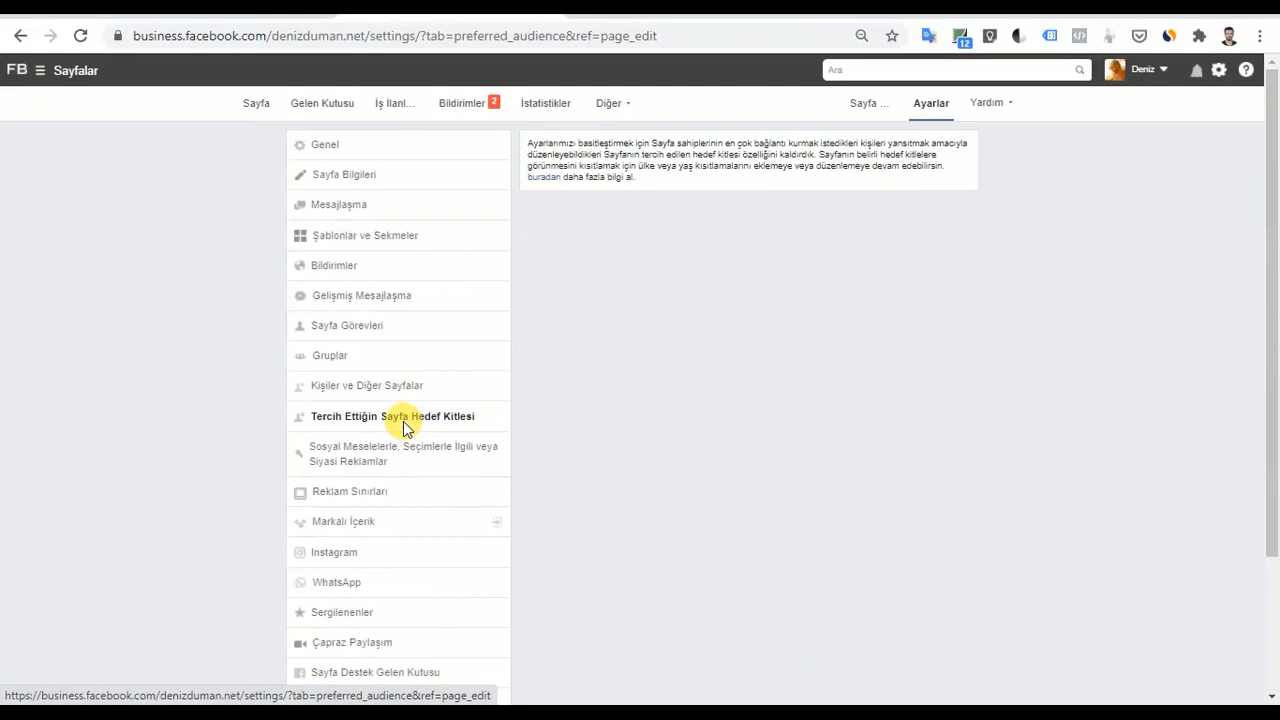 business.facebook.com/denizduman.net/settings/?tab=preferred_audience&ref=page_edit
12
FB Sayfalar
Ara
Deniz
Sayfa Gelen Kutusu İş İlanl... Bildirimler 2 İstatistikler Diğer Sayfa ... Ayarlar Yardım
Genel
Sayfa Bilgileri
Mesajlaşma
Şablonlar ve Sekmeler
Bildirimler
Gelişmiş Mesajlaşma
Sayfa Görevleri
Gruplar
Kişiler ve Diğer Sayfalar
Tercih Ettiğin Sayfa Hedef Kitlesi
Sosyal Meselelerle, Seçimlerle İlgili veya
Siyasi Reklamlar
Reklam Sınırları
Markalı İçerik
Instagram
WhatsApp
Sergilenenler
Çapraz Paylaşım
Sayfa Destek Gelen Kutusu
Ayarlarımızı basitleştirmek için Sayfa sahiplerinin en çok bağlantı kurmak istedikleri kişileri yansıtmak amacıyla
düzenleyebildikleri Sayfanın tercih edilen hedef kitlesi özelliğini kaldırdık. Sayfanın belirli hedef kitlelere
görünmesini kısıtlamak için ülke veya yaş kısıtlamalarını eklemeye veya düzenlemeye devam edebilirsin.
buradan daha fazla bilgi al.
https://business.facebook.com/denizduman.net/settings/?tab=preferred_audience&ref=page_edit